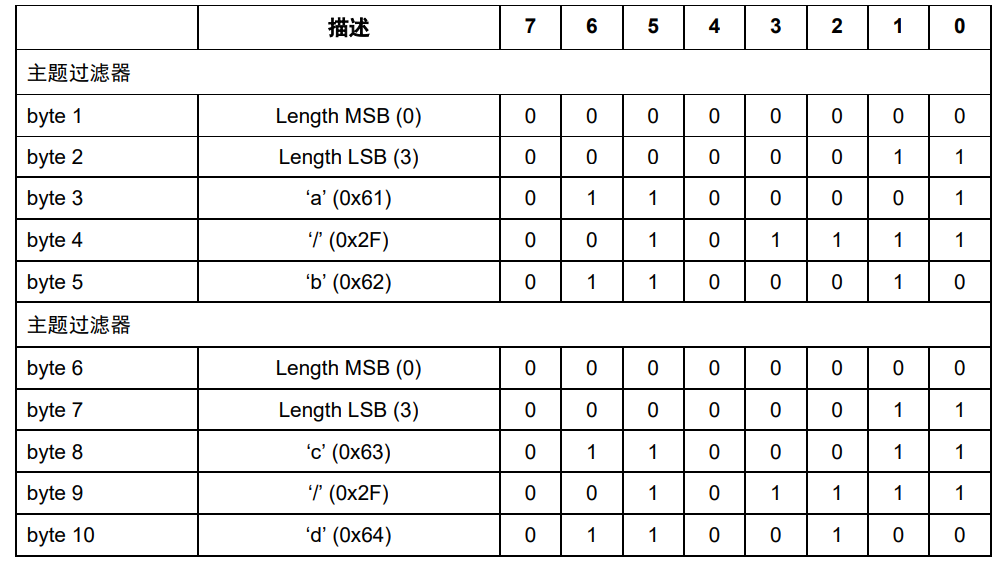 描述 7 6 5 4 3 2 1 0
主题过滤器
byte 1 Length MSB (0) 0 0 0 0 0 0 0 0
byte 2 Length LSB (3) 0 0 0 0 0 0 1 1
byte 3 ‘a’ (0x61) 0 1 1 0 0 0 0 1
byte 4 ‘/’ (0x2F) 0 0 1 0 1 1 1 1
byte 5 ‘b’ (0x62) 0 1 1 0 0 0 1 0
主题过滤器
byte 6 Length MSB (0) 0 0 0 0 0 0 0 0
byte 7 Length LSB (3) 0 0 0 0 0 0 1 1
byte 8 ‘c’ (0x63) 0 1 1 0 0 0 1 1
byte 9 ‘/’ (0x2F) 0 0 1 0 1 1 1 1
byte 10 ‘d’ (0x64) 0 1 1 0 0 1 0 0